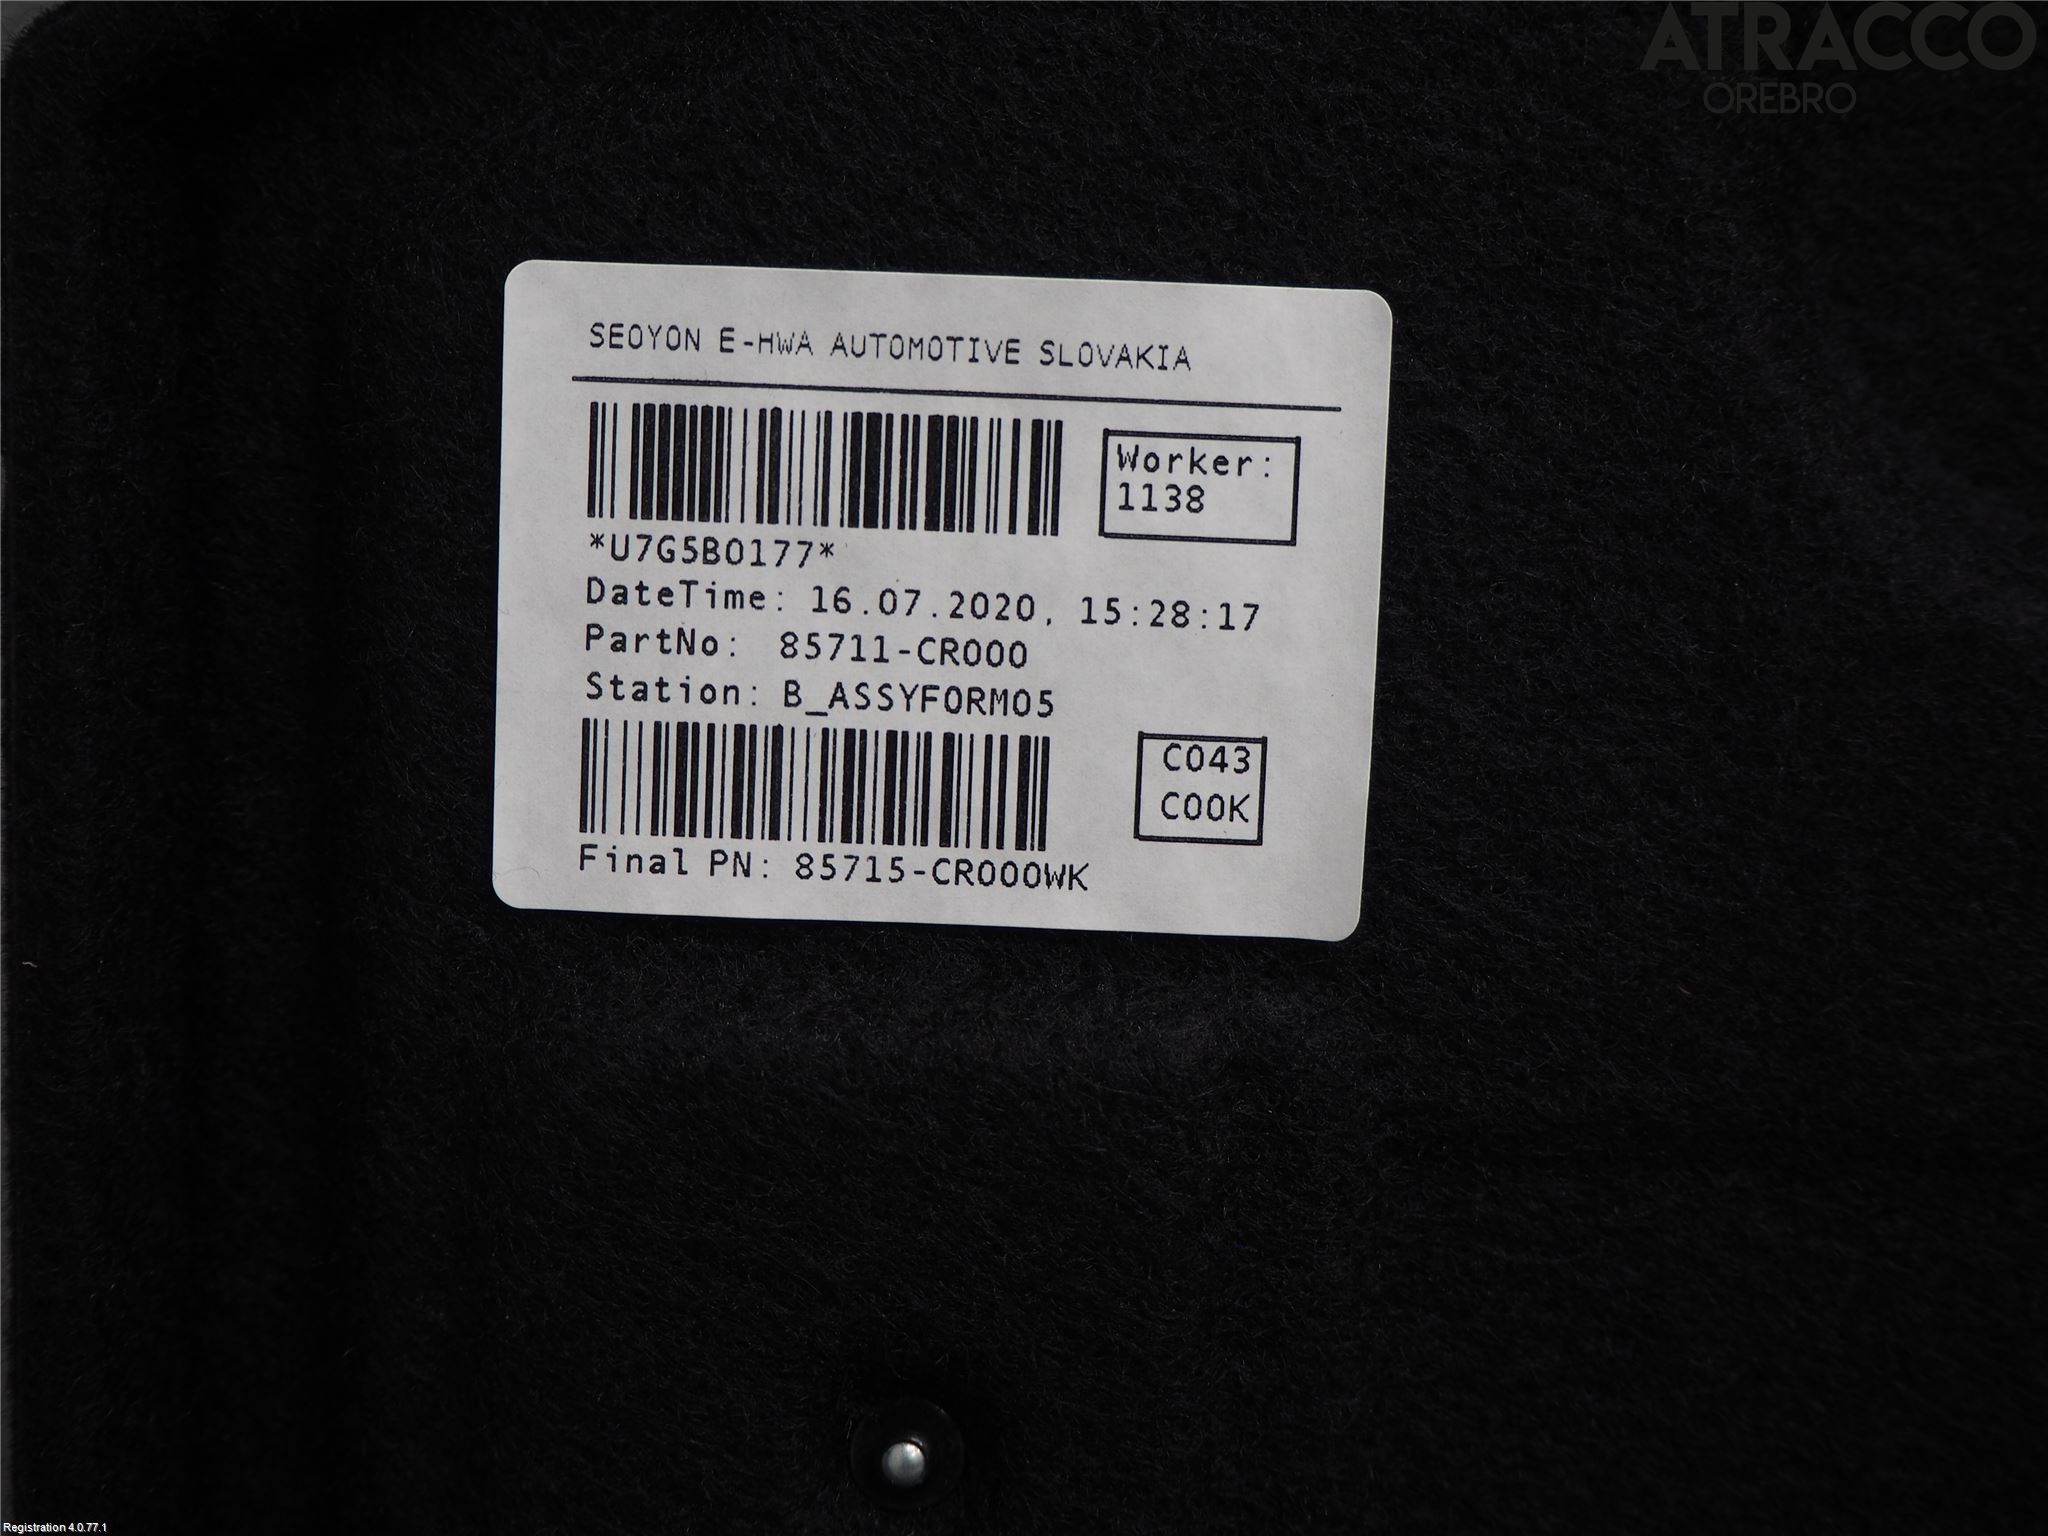 ATRACCO
ÖREBRO
SEOYON E-HWA AUTOMOTIVE SLOVAKIA
Worker:
1138
*U7G5B0177*
DateTime: 16.07.2020, 15:28:17
PartNo: 85711-CR000
Station: B_ASSYFORM05
C043
C00K
Final PN: 85715-CR000WK
Registration 4.0.77.1